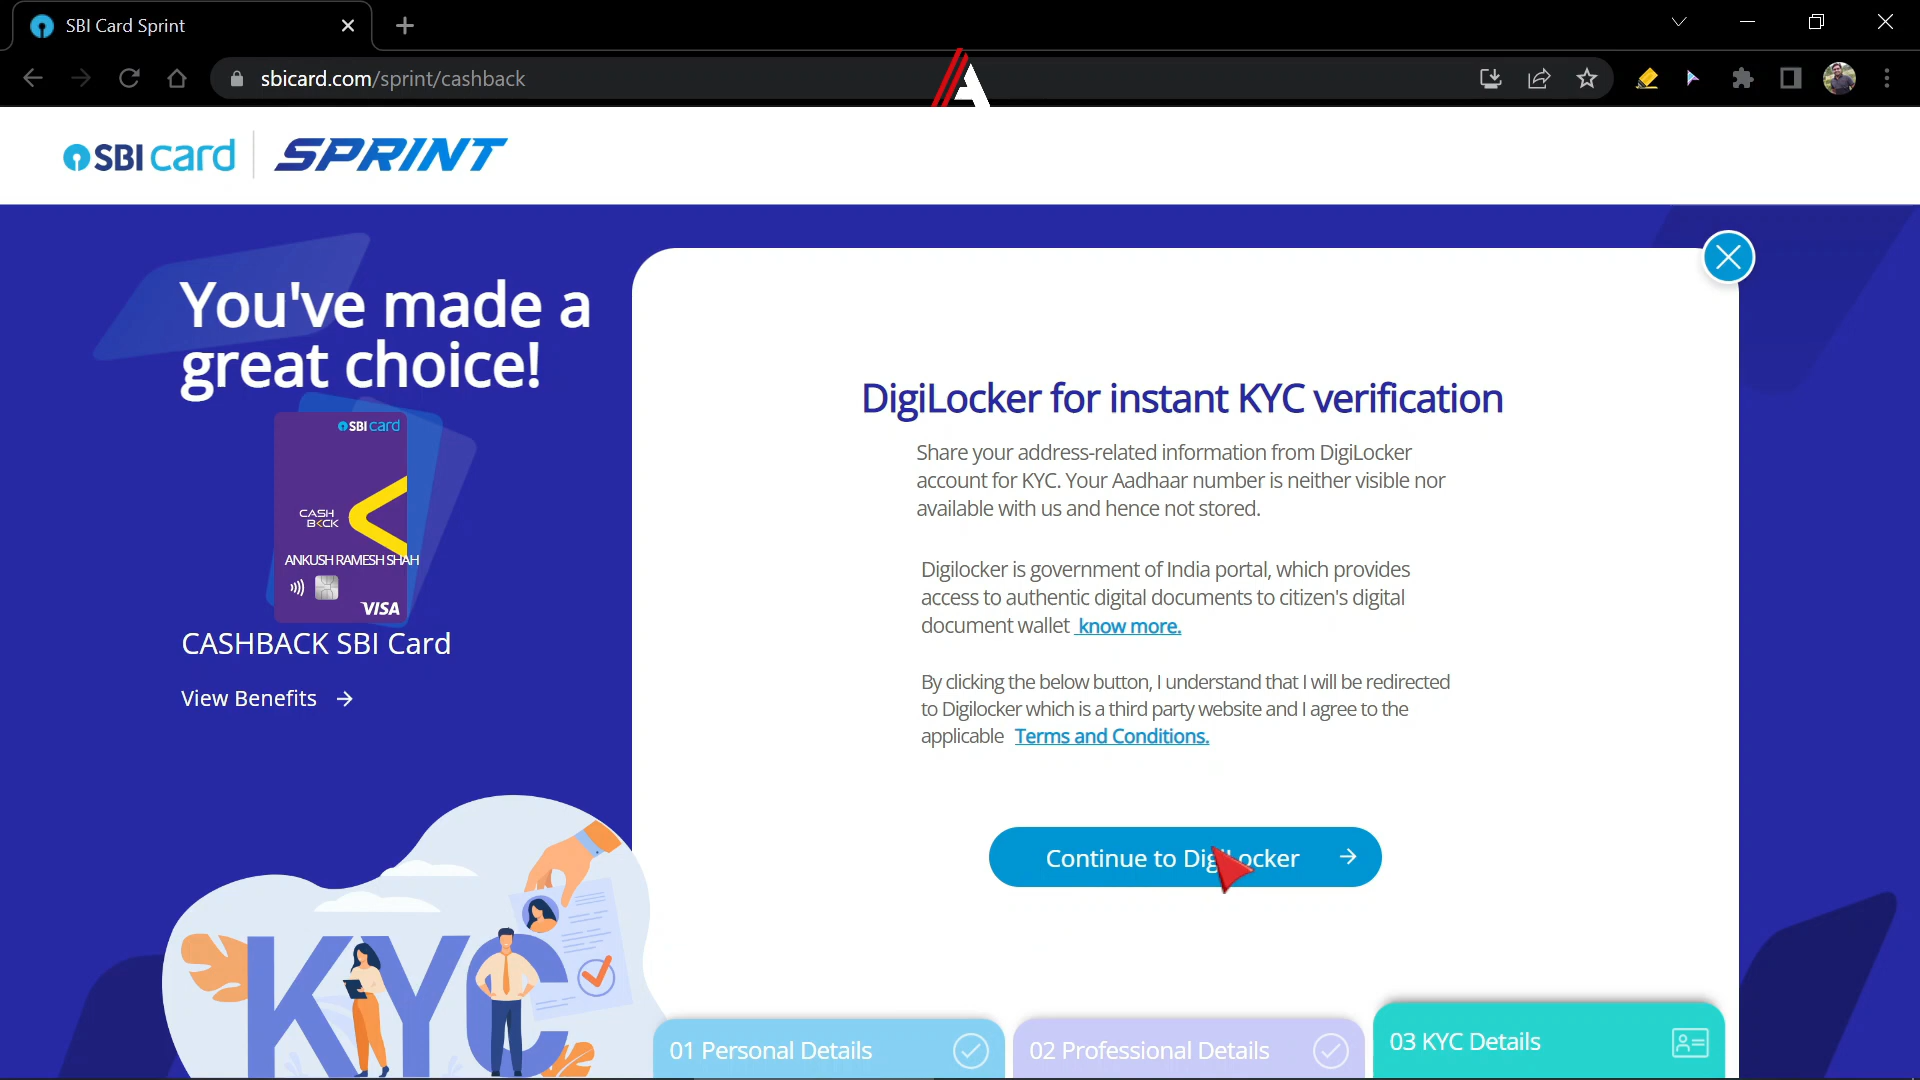 SBI Card Sprint
sbicard.com/sprint/cashback
SBI card SPRINT
You've made a
great choice!
SBI card
CASH
B<CK
ANKUSH RAMESH SHAH
VISA
CASHBACK SBI Card
View Benefits
KYC
DigiLocker for instant KYC verification
Share your address-related information from DigiLocker
account for KYC. Your Aadhaar number is neither visible nor
available with us and hence not stored.
Digilocker is government of India portal, which provides
access to authentic digital documents to citizen's digital
document wallet know more.
By clicking the below button, I understand that I will be redirected
to Digilocker which is a third party website and I agree to the
applicable Terms and Conditions.
Continue to DigiLocker
01 Personal Details
02 Professional Details
03 KYC Details